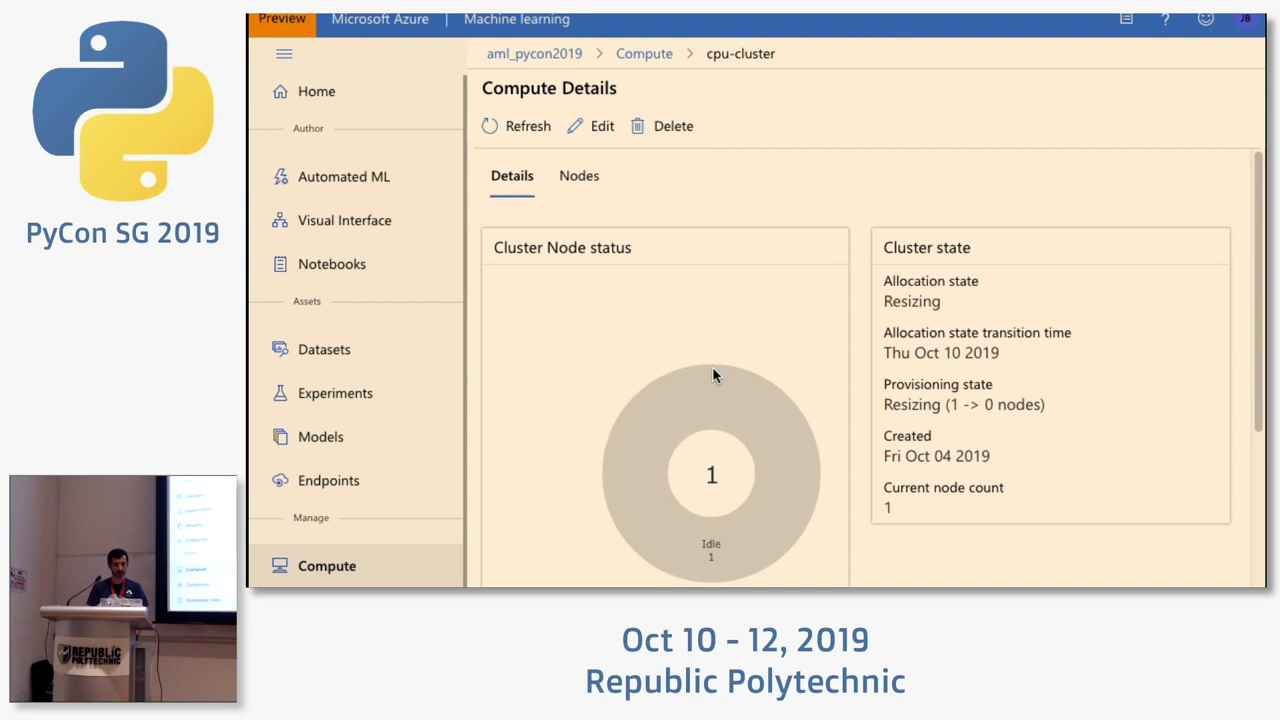 PyCon SG 2019
Preview
Microsoft Azure | Machine learning
JB
aml_pycon2019 > Compute > cpu-cluster
Home
Author
Automated ML
Visual Interface
Notebooks
Assets
Datasets
Experiments
Models
Endpoints
Manage
Compute
Compute Details
Refresh
Edit
Delete
Details
Nodes
Cluster Node status
1
Idle
1
Cluster state
Allocation state
Resizing
Allocation state transition time
Thu Oct 10 2019
Provisioning state
Resizing (1 -> 0 nodes)
Created
Fri Oct 04 2019
Current node count
1
REPUBLIC
POLYTECHNIC
Oct 10 - 12, 2019
Republic Polytechnic